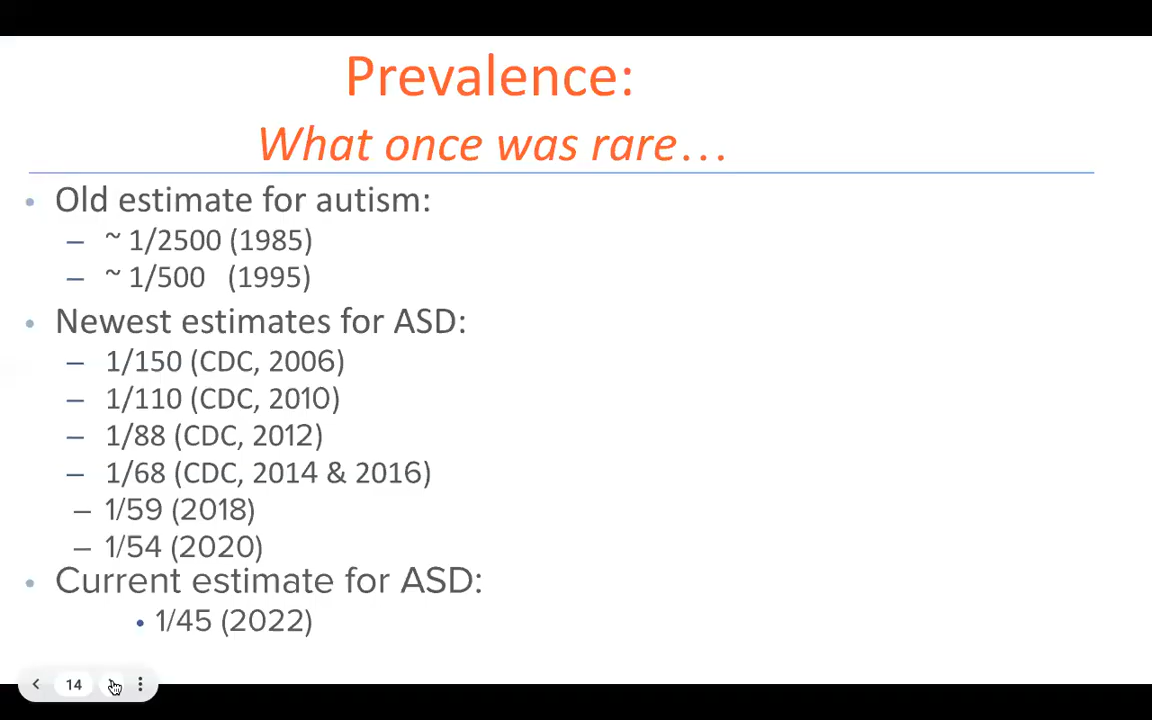 Prevalence:
What once was rare…
• Old estimate for autism:
– ~ 1/2500 (1985)
– ~ 1/500 (1995)
• Newest estimates for ASD:
– 1/150 (CDC, 2006)
– 1/110 (CDC, 2010)
– 1/88 (CDC, 2012)
– 1/68 (CDC, 2014 & 2016)
– 1/59 (2018)
– 1/54 (2020)
• Current estimate for ASD:
• 1/45 (2022)
14